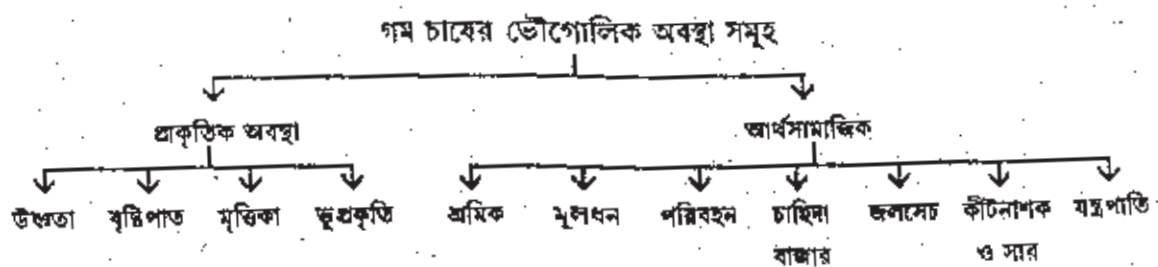 গম চাষের ভৌগোলিক অবস্থা সমূহ
প্রাকৃতিক অবস্থা আর্থসামাজিক
উষ্ণতা বৃষ্টিপাত মৃত্তিকা ভূপ্রকৃতি শ্রমিক মূলধন পরিবহন চাহিদা জলসেচ কীটনাশক যন্ত্রপাতি
বাজার ও সার